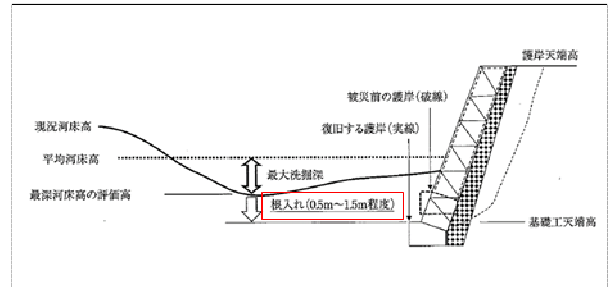 護岸天端高
被災前の護岸(破線)
現況河床高
復旧する護岸(実線)
平均河床高
最大洗掘深
最深河床高の評価高
根入れ(0.5m～1.5m程度)
基礎工天端高